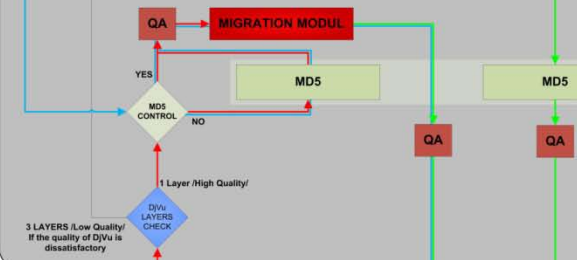 QA
MIGRATION MODUL
YES
MD5
MD5
MD5
CONTROL
NO
QA
QA
1 Layer /High Quality/
DjVu
LAYERS
CHECK
3 LAYERS /Low Quality/
If the quality of DjVu is
dissatisfactory